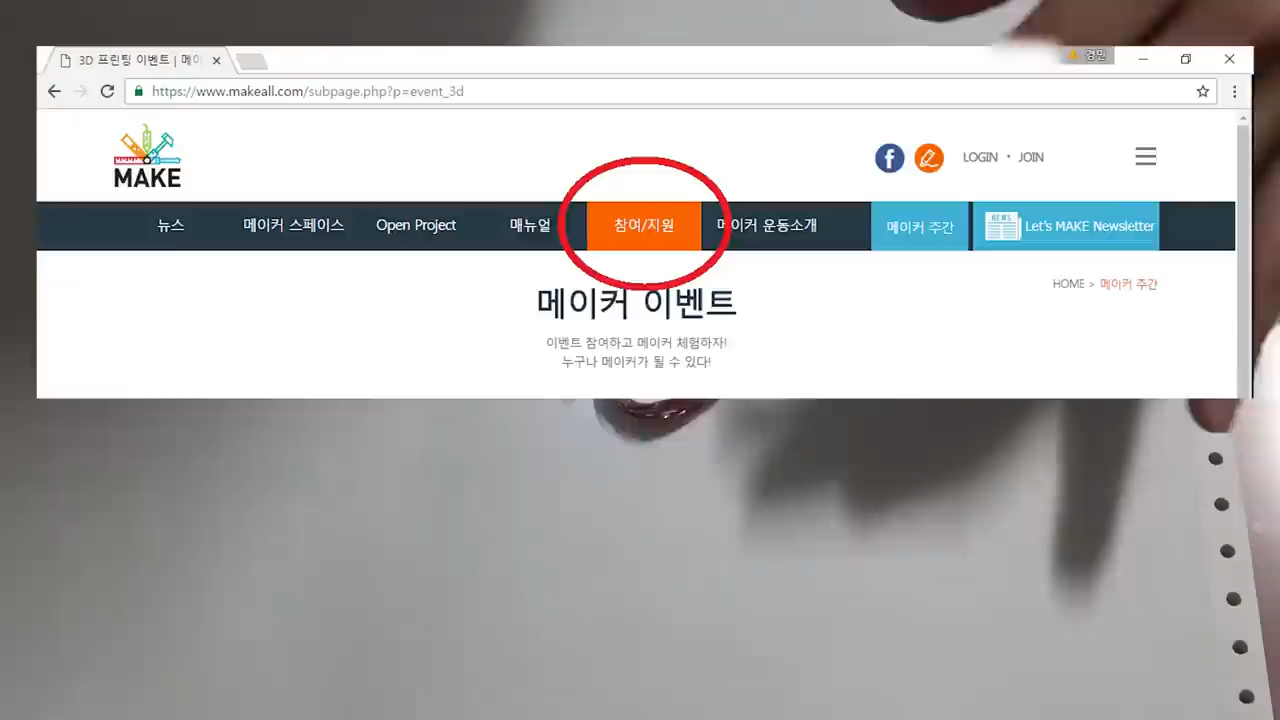 3D 프린팅 이벤트 | 메이
경민
https://www.makeall.com/subpage.php?p=event_3d
MAKE
LOGIN • JOIN
뉴스
메이커 스페이스
Open Project
매뉴얼
참여/지원
메이커 운동소개
메이커 주간
NEWS
Let's MAKE Newsletter
HOME > 메이커 주간
메이커 이벤트
이벤트 참여하고 메이커 체험하자!
누구나 메이커가 될 수 있다!